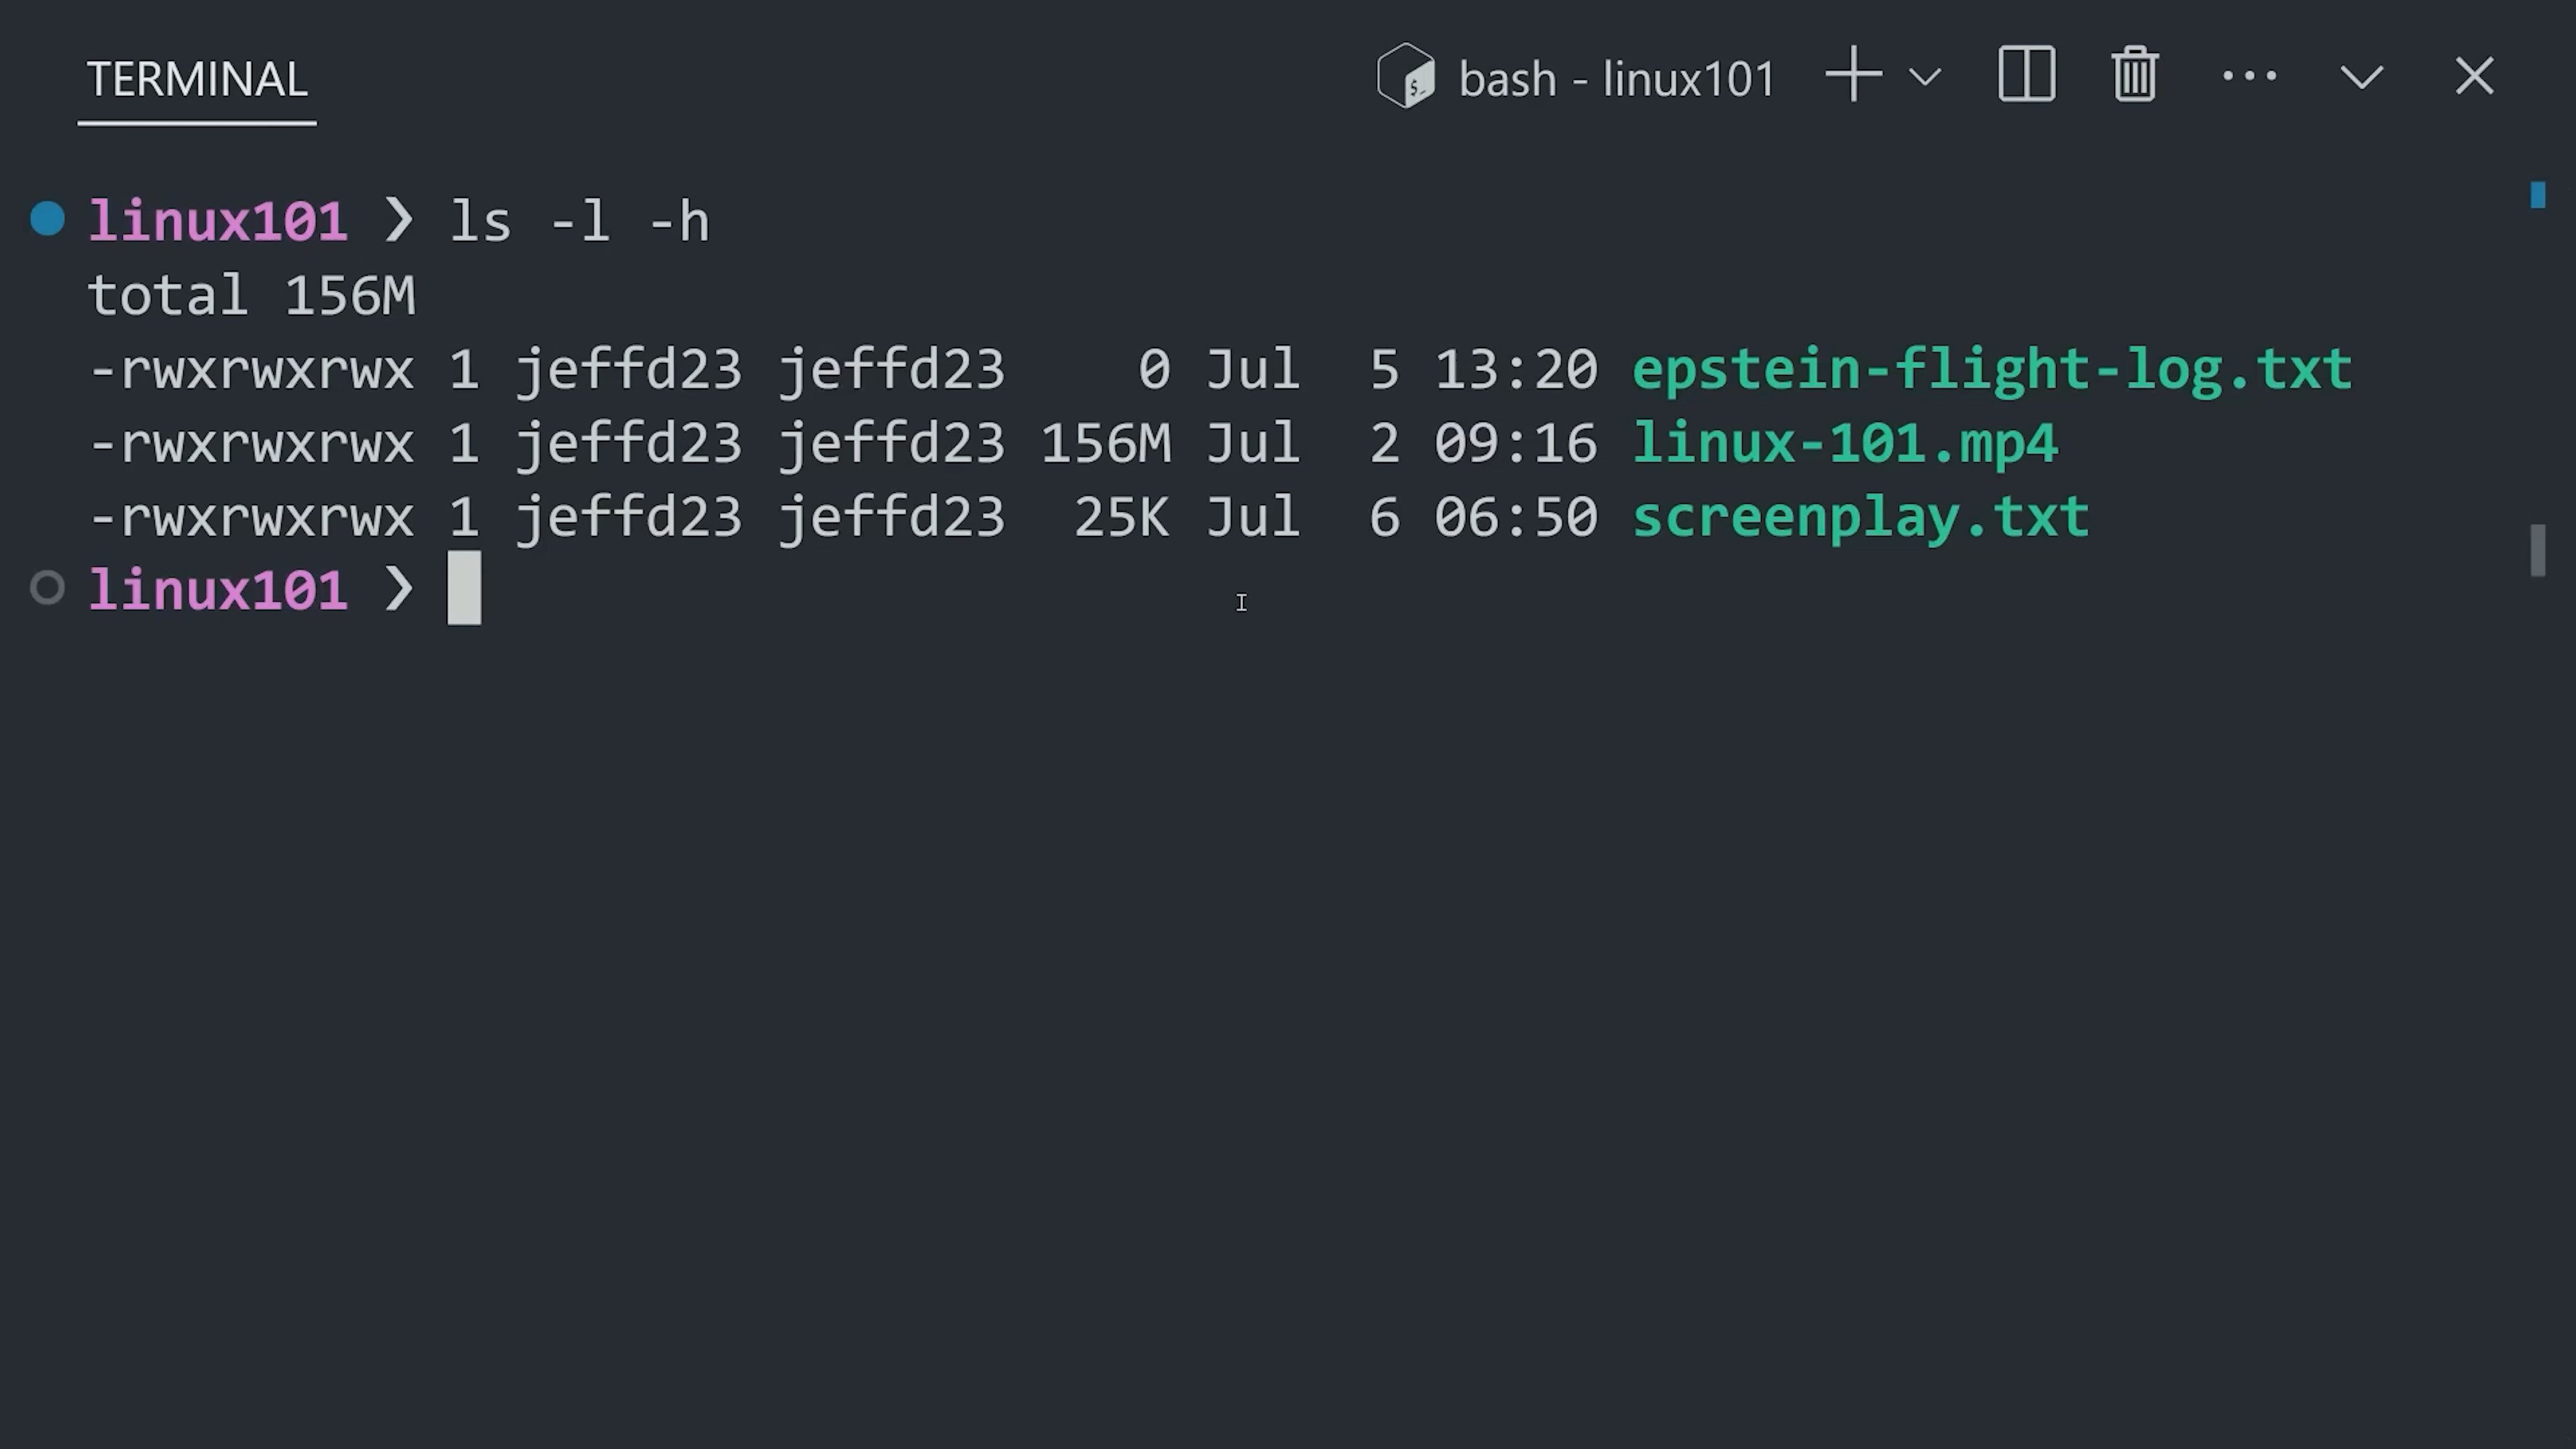 TERMINAL
bash - linux101
linux101 ❯ ls -l -h
total 156M
-rwxrwxrwx 1 jeffd23 jeffd23    0 Jul  5 13:20 epstein-flight-log.txt
-rwxrwxrwx 1 jeffd23 jeffd23 156M Jul  2 09:16 linux-101.mp4
-rwxrwxrwx 1 jeffd23 jeffd23  25K Jul  6 06:50 screenplay.txt
linux101 ❯